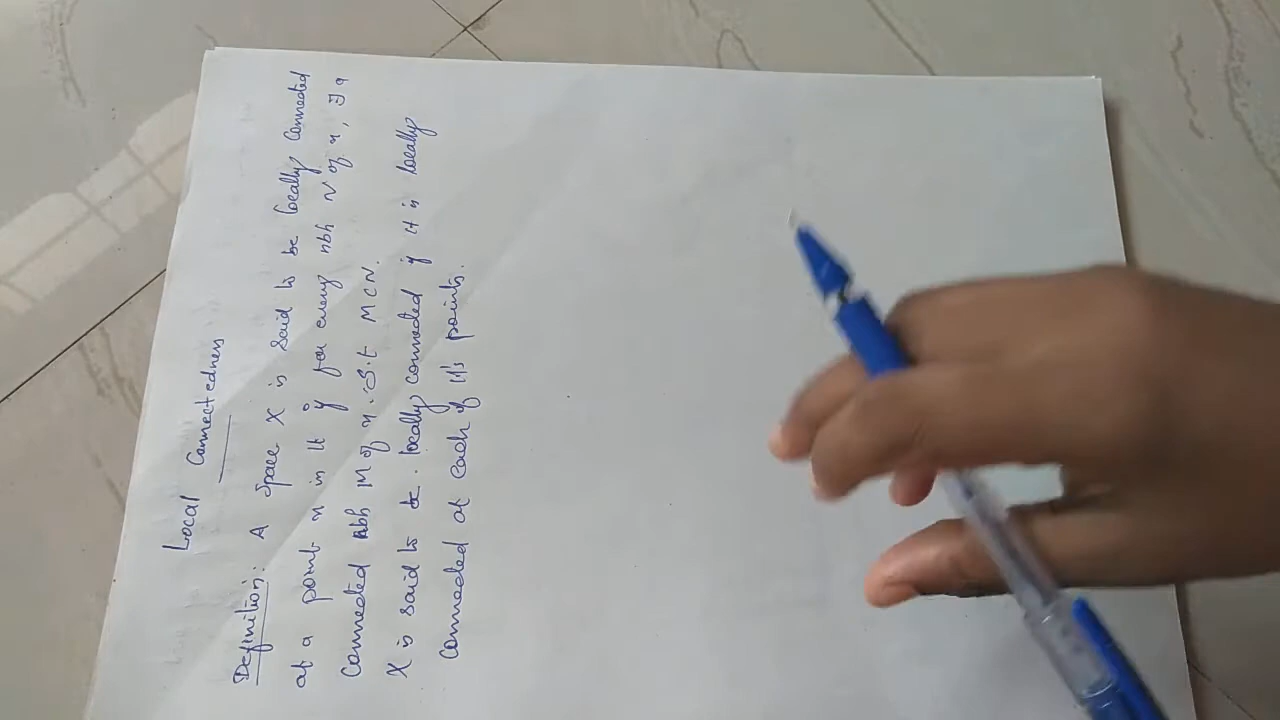 Local Connectedness
Definition: A space X is said to be locally connected
at a point x in it if for every nbh N of x, ∃ a
connected nbh M of x. s.t M ⊂ N.
X is said to be locally connected if it is locally
connected at each of it's points.